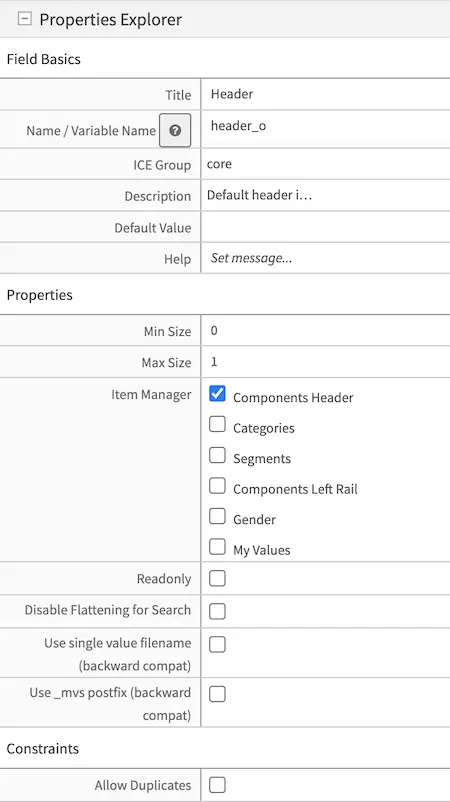 Properties Explorer
Field Basics
Title Header
Name / Variable Name ? header_o
ICE Group core
Description Default header i...
Default Value
Help Set message...
Properties
Min Size 0
Max Size 1
Item Manager Components Header
Categories
Segments
Components Left Rail
Gender
My Values
Readonly
Disable Flattening for Search
Use single value filename
(backward compat)
Use _mvs postfix (backward
compat)
Constraints
Allow Duplicates